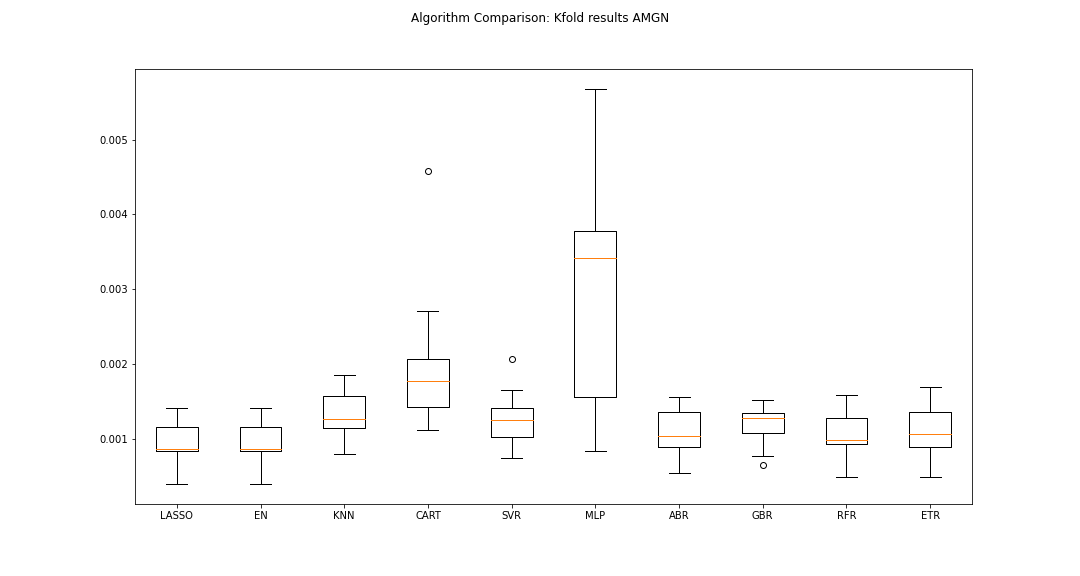 Algorithm Comparison: Kfold results AMGN
0.005
0.004
0.003
0.002
0.001
LASSO EN KNN CART SVR MLP ABR GBR RFR ETR